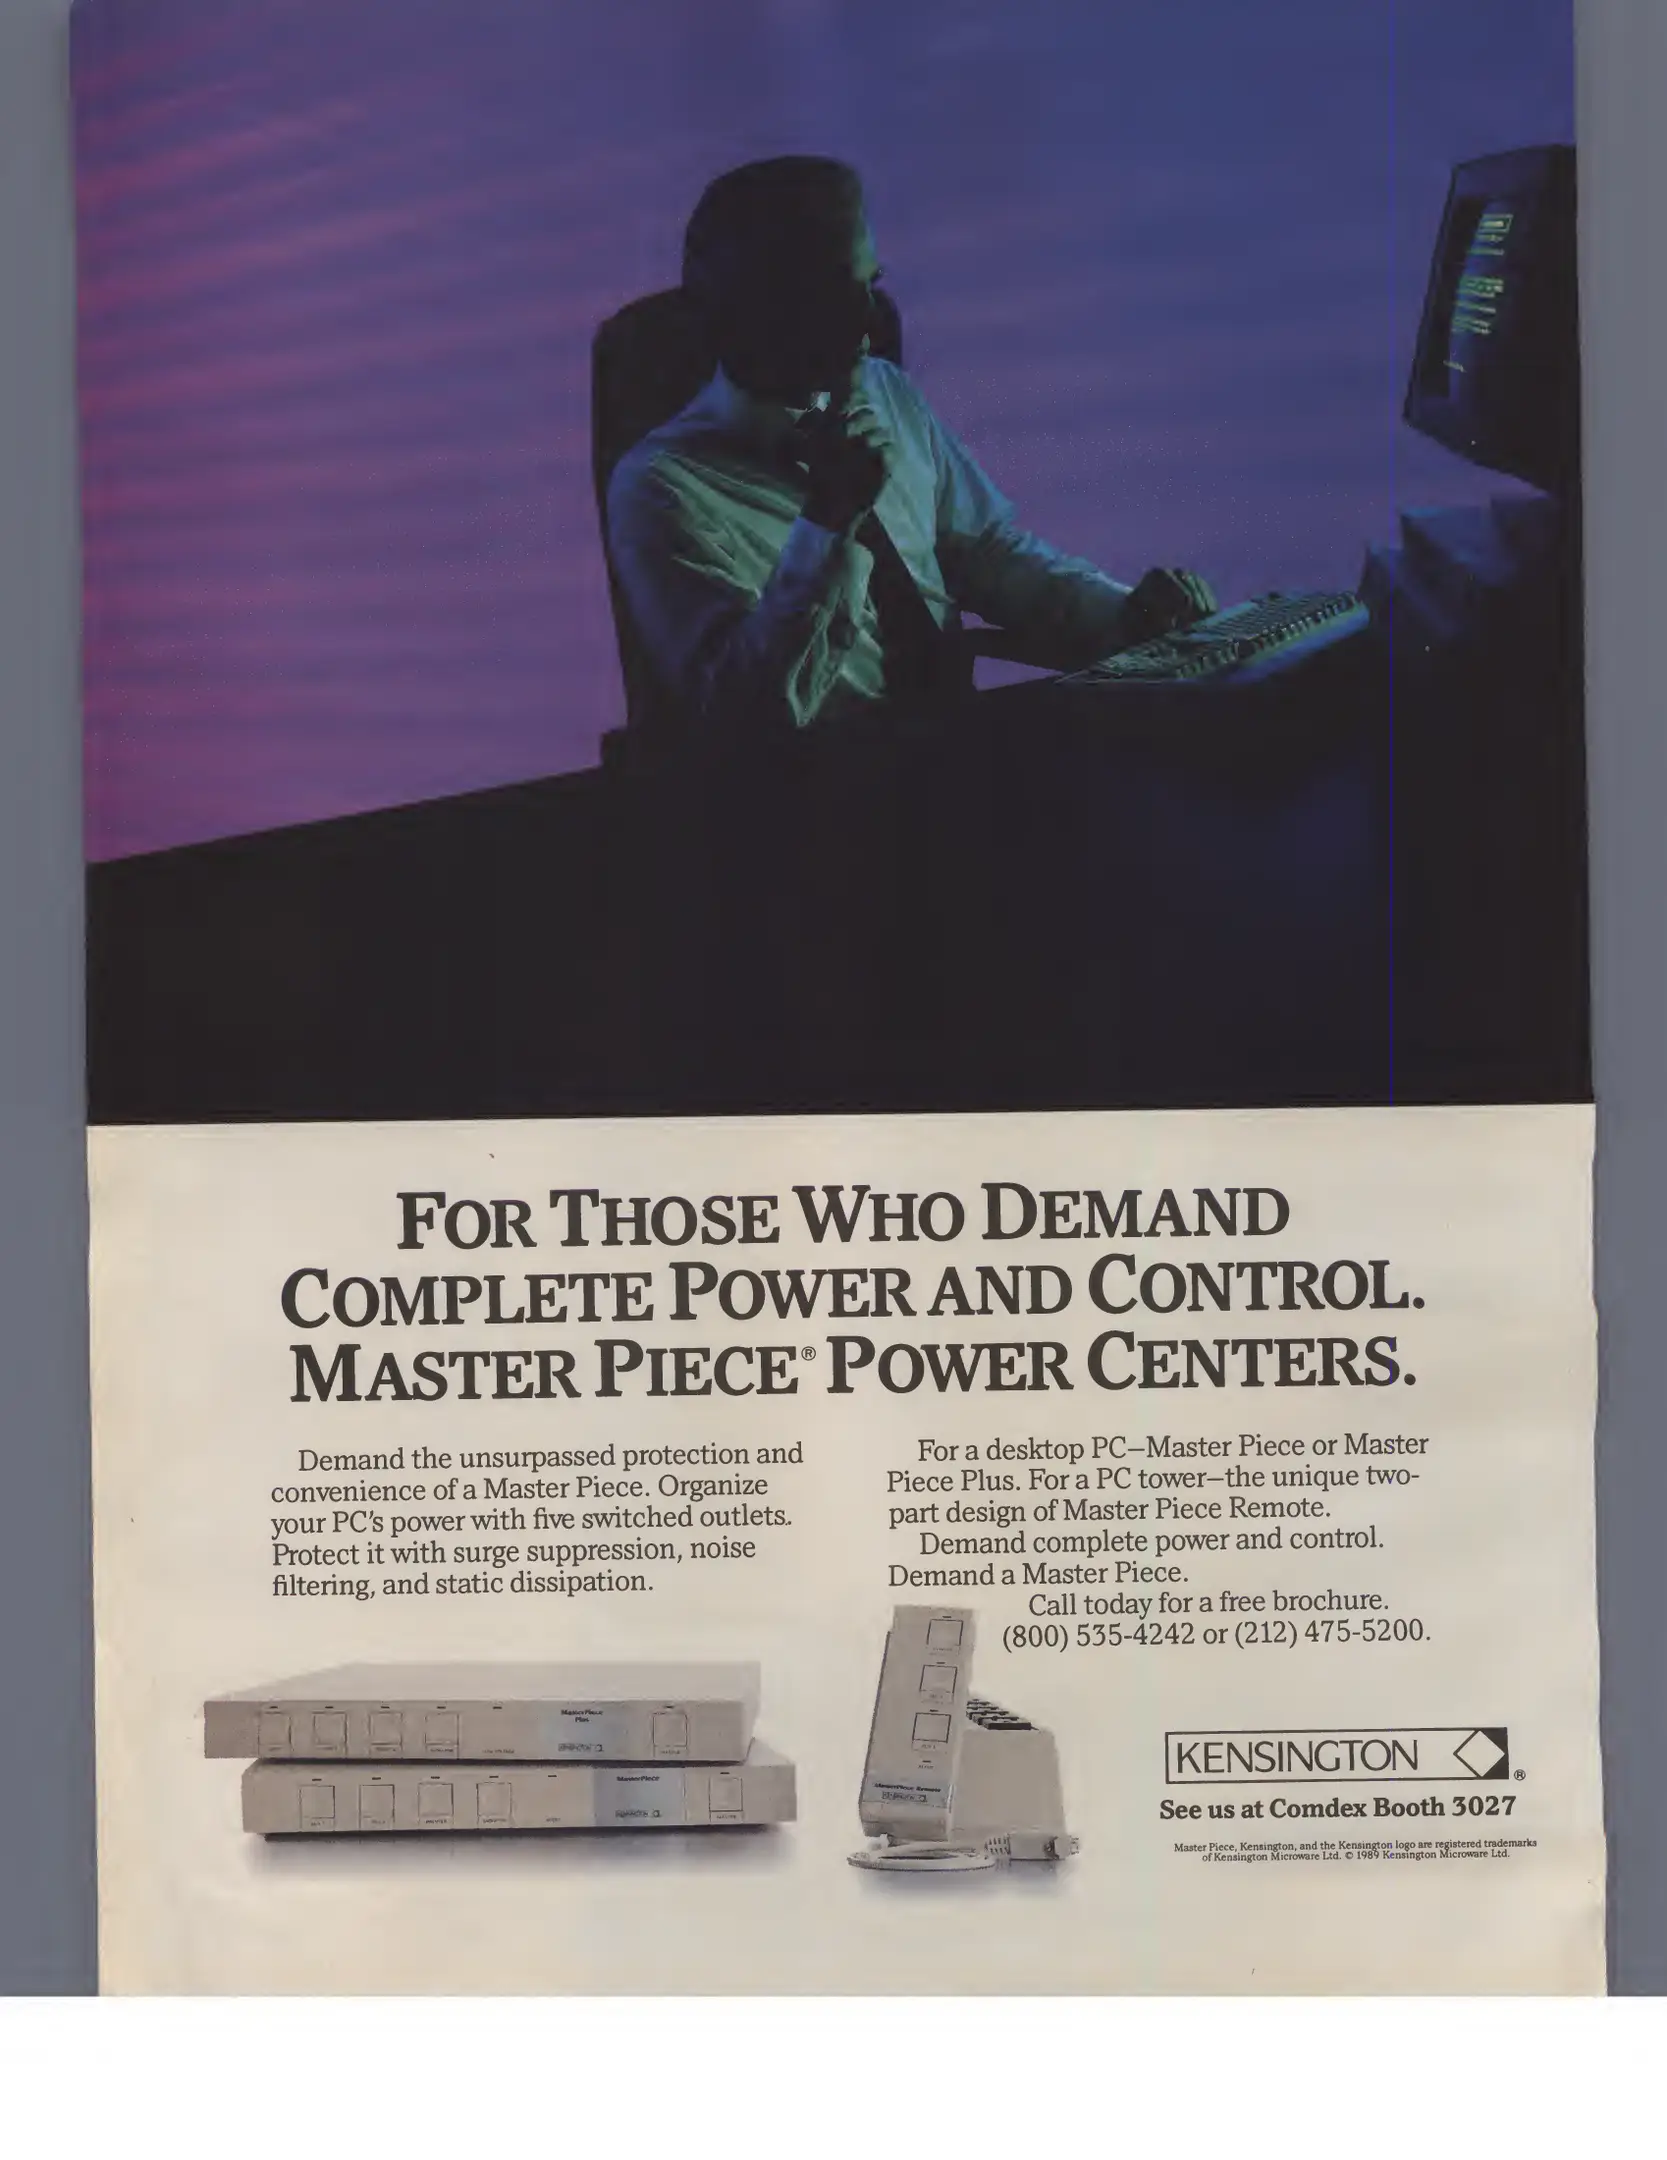 FOR THOSE WHO DEMAND
COMPLETE POWER AND CONTROL.
MASTER PIECE® POWER CENTERS.
Demand the unsurpassed protection and
convenience of a Master Piece. Organize
your PC's power with five switched outlets.
Protect it with surge suppression, noise
filtering, and static dissipation.
For a desktop PC–Master Piece or Master
Piece Plus. For a PC tower–the unique two-
part design of Master Piece Remote.
Demand complete power and control.
Demand a Master Piece.
Call today for a free brochure.
(800) 535-4242 or (212) 475-5200.
MasterPiece
Plus
MasterPiece
MasterPiece Remote
KENSINGTON ®
See us at Comdex Booth 3027
Master Piece, Kensington, and the Kensington logo are registered trademarks
of Kensington Microware Ltd. © 1989 Kensington Microware Ltd.